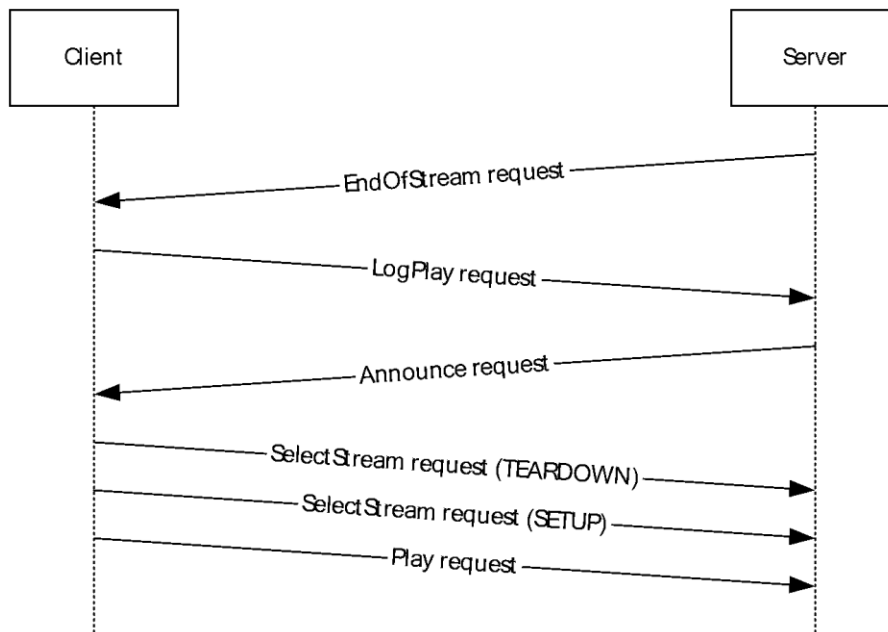 Client
Server
EndOfStream request
LogPlay request
Announce request
SelectStream request (TEARDOWN)
SelectStream request (SETUP)
Play request